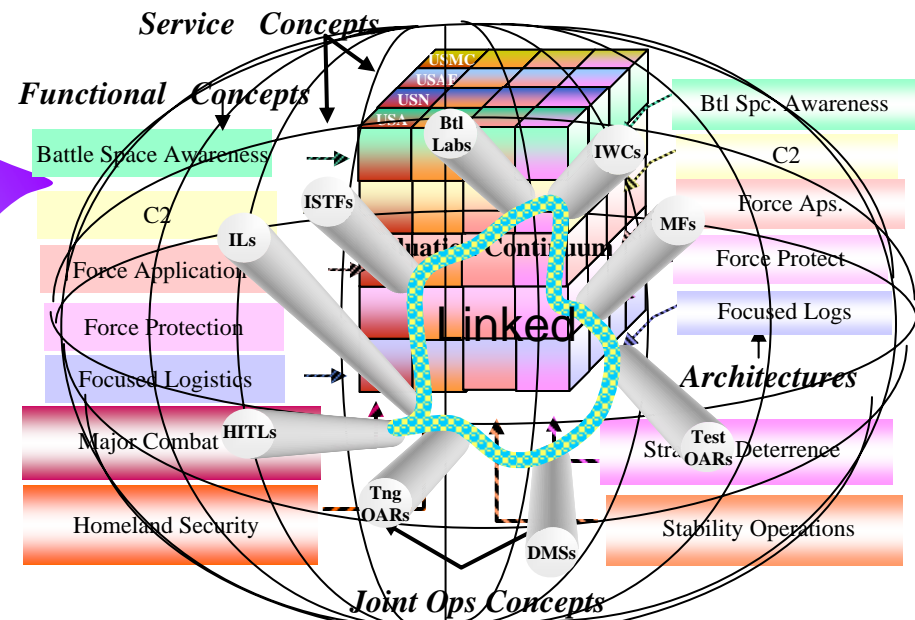 Service Concepts
Functional Concepts
USMC
USAF
USN
USA
Btl
Labs
IWCs
ISTFs
ILs
MFs
Battle Space Awareness
C2
Force Application
Force Protection
Focused Logistics
Major Combat
Homeland Security
Btl Spc. Awareness
C2
Force Aps.
Force Protect
Focused Logs
Architectures
Continuum
Linked
HITLs
Tng
OARs
DMSs
Test
OARs
Deterrence
Stability Operations
Joint Ops Concepts